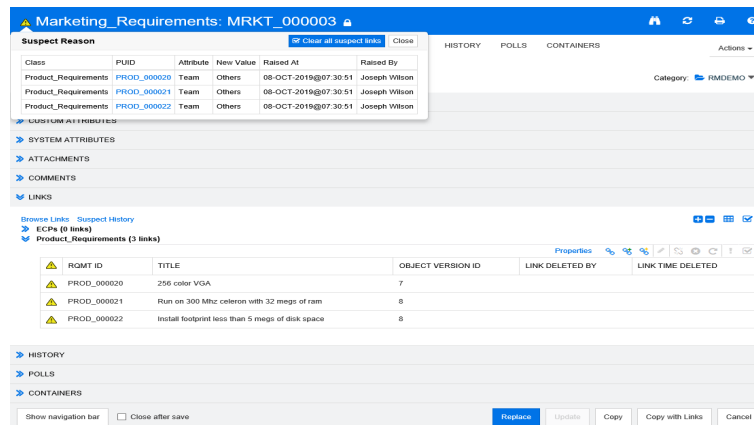 Marketing_Requirements: MRKT_000003
Suspect Reason Clear all suspect links Close
HISTORY POLLS CONTAINERS
Actions
Class PUID Attribute New Value Raised At Raised By
Product_Requirements PROD_000020 Team Others 08-OCT-2019@07:30:51 Joseph Wilson
Category: RMDEMO
Product_Requirements PROD_000021 Team Others 08-OCT-2019@07:30:51 Joseph Wilson
Product_Requirements PROD_000022 Team Others 08-OCT-2019@07:30:51 Joseph Wilson
CUSTOM ATTRIBUTES
SYSTEM ATTRIBUTES
ATTACHMENTS
COMMENTS
LINKS
Browse Links Suspect History
ECPs (0 links)
Product_Requirements (3 links)
Properties
RQMT ID TITLE OBJECT VERSION ID LINK DELETED BY LINK TIME DELETED
PROD_000020 256 color VGA 7
PROD_000021 Run on 300 Mhz celeron with 32 megs of ram 8
PROD_000022 Install footprint less than 5 megs of disk space 8
HISTORY
POLLS
CONTAINERS
Show navigation bar Close after save Replace Update Copy Copy with Links Cancel